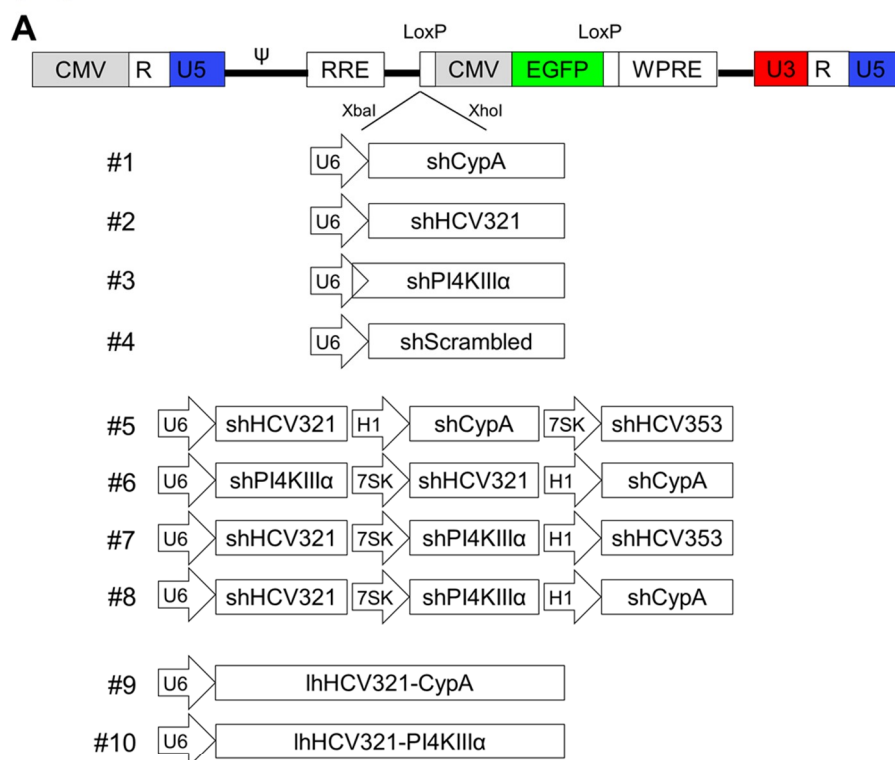 A
LoxP LoxP
CMV R U5 ψ RRE CMV EGFP WPRE U3 R U5
XbaI XhoI
#1 U6 shCypA
#2 U6 shHCV321
#3 U6 shPI4KIIIα
#4 U6 shScrambled
#5 U6 shHCV321 H1 shCypA 7SK shHCV353
#6 U6 shPI4KIIIα 7SK shHCV321 H1 shCypA
#7 U6 shHCV321 7SK shPI4KIIIα H1 shHCV353
#8 U6 shHCV321 7SK shPI4KIIIα H1 shCypA
#9 U6 lhHCV321-CypA
#10 U6 lhHCV321-PI4KIIIα